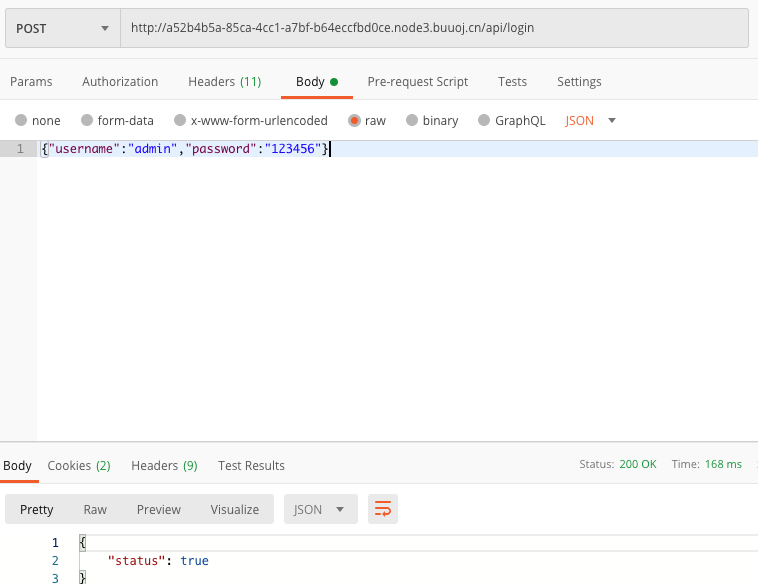 POST http://a52b4b5a-85ca-4cc1-a7bf-b64eccfbd0ce.node3.buuoj.cn/api/login
Params Authorization Headers (11) Body Pre-request Script Tests Settings
none form-data x-www-form-urlencoded raw binary GraphQL JSON
1 {"username":"admin","password":"123456"}
Body Cookies (2) Headers (9) Test Results Status: 200 OK Time: 168 ms
Pretty Raw Preview Visualize JSON
1 {
2 "status": true
3 }